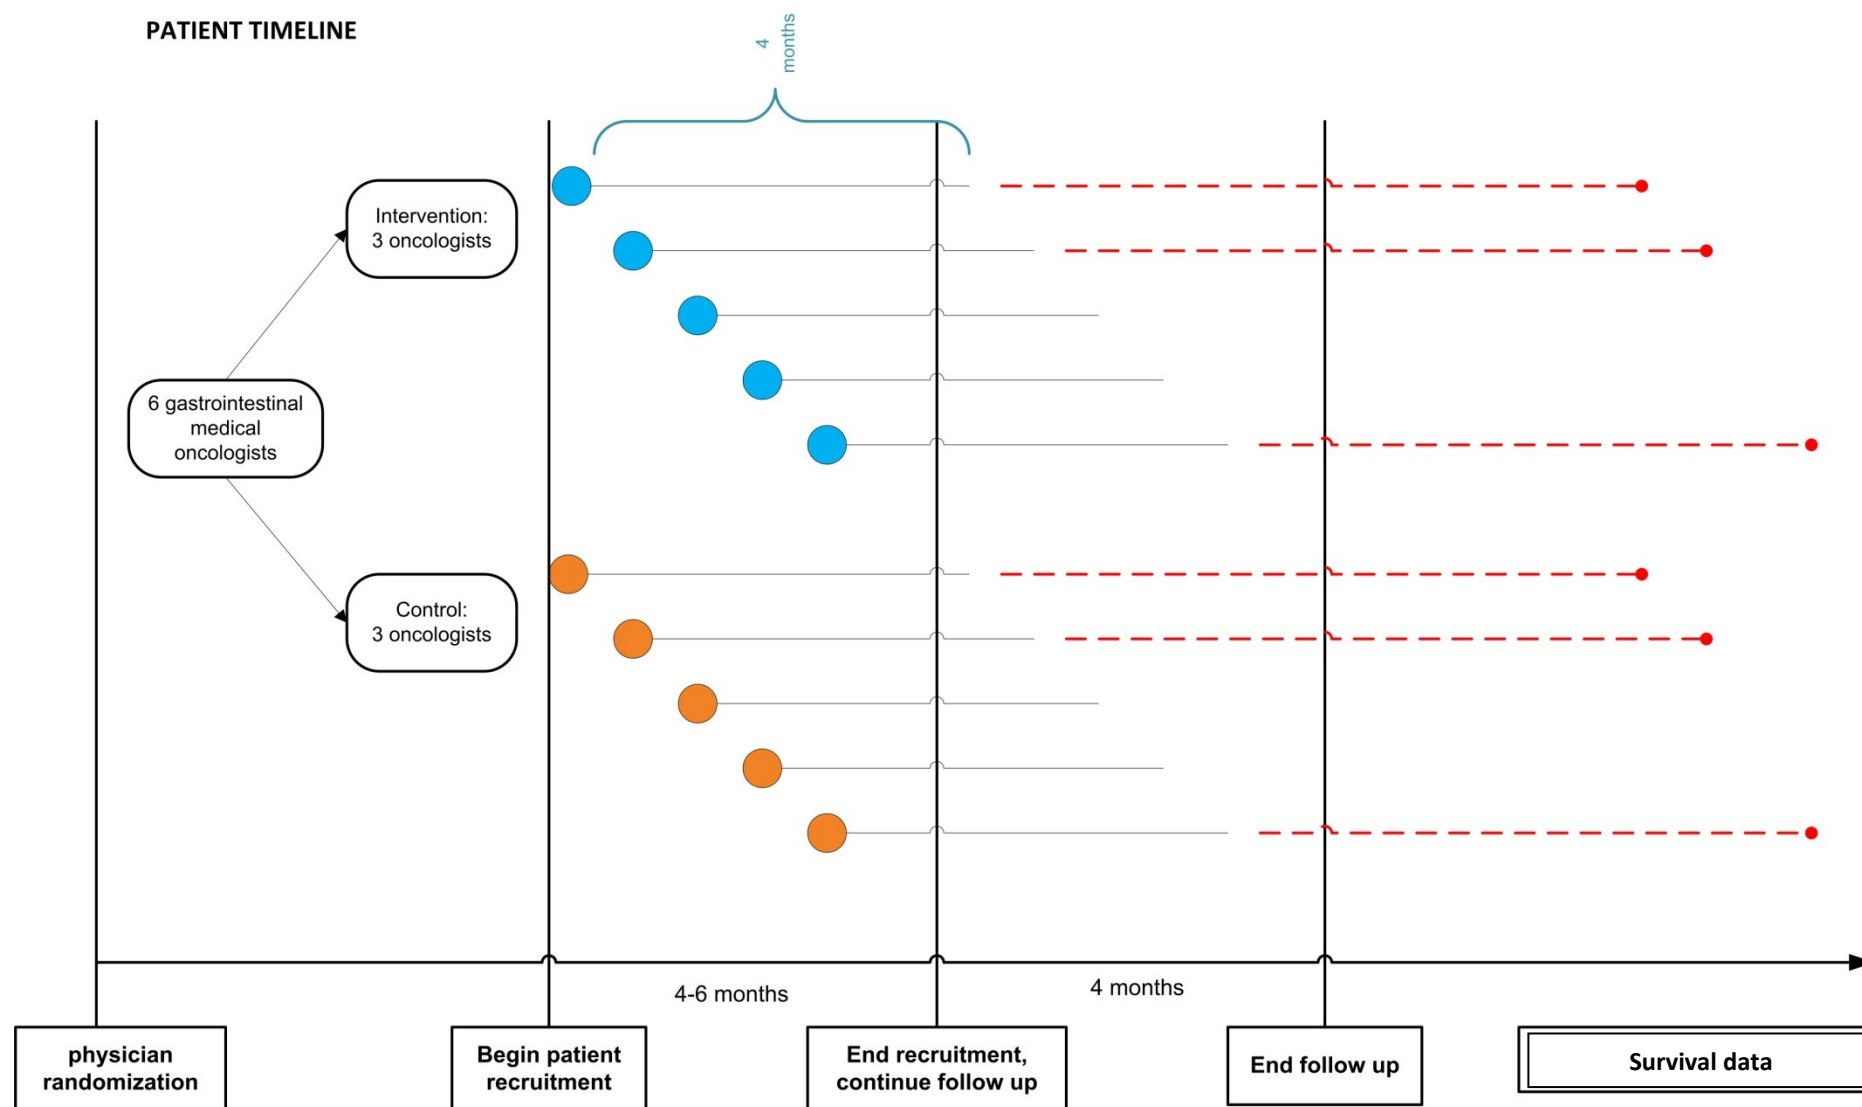 PATIENT TIMELINE
4
months
Intervention:
3 oncologists
6 gastrointestinal
medical
oncologists
Control:
3 oncologists
4-6 months
4 months
physician
randomization
Begin patient
recruitment
End recruitment,
continue follow up
End follow up
Survival data